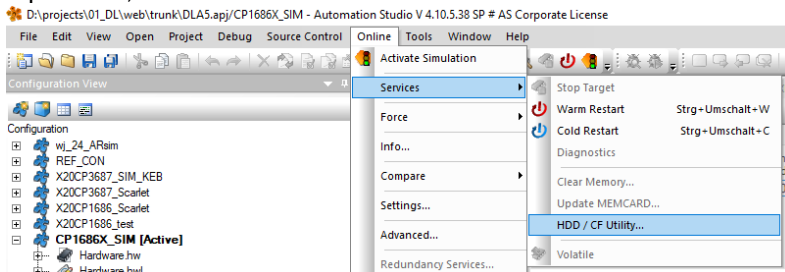 D:\projects\01_DL\web\trunk\DLA5.apj/CP1686X_SIM - Automation Studio V 4.10.5.38 SP # AS Corporate License
File Edit View Open Project Debug Source Control Online Tools Window Help
Activate Simulation
Configuration View
Services
Stop Target
Warm Restart Strg+Umschalt+W
Force
Cold Restart Strg+Umschalt+C
Configuration
wj_24_ARsim
Info...
Diagnostics
REF_CON
X20CP3687_SIM_KEB
Compare
Clear Memory...
X20CP3687_Scarlet
Settings...
Update MEMCARD...
X20CP1686_Scarlet
X20CP1686_test
HDD / CF Utility...
CP1686X_SIM [Active]
Advanced...
Hardware.hw
Volatile
Hardware.hwl
Redundancy Services...